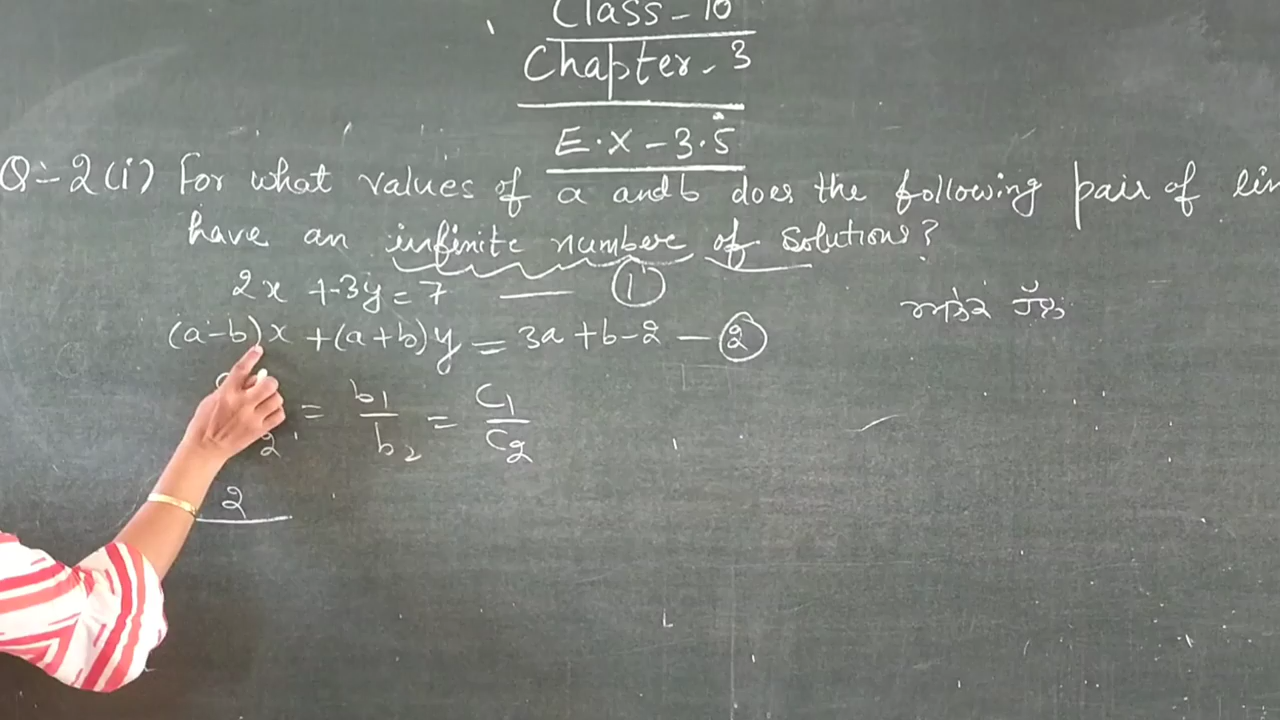 Class-10
Chapter-3
E.X-3.5
Q:-2(i) For what values of a and b does the following pair of lin
have an infinite number of solutions?
2x+3y=7 — ①
(a-b)x+(a+b)y=3a+b-2 — ②
2 = b₁/b₂ = C₁/C₂
2